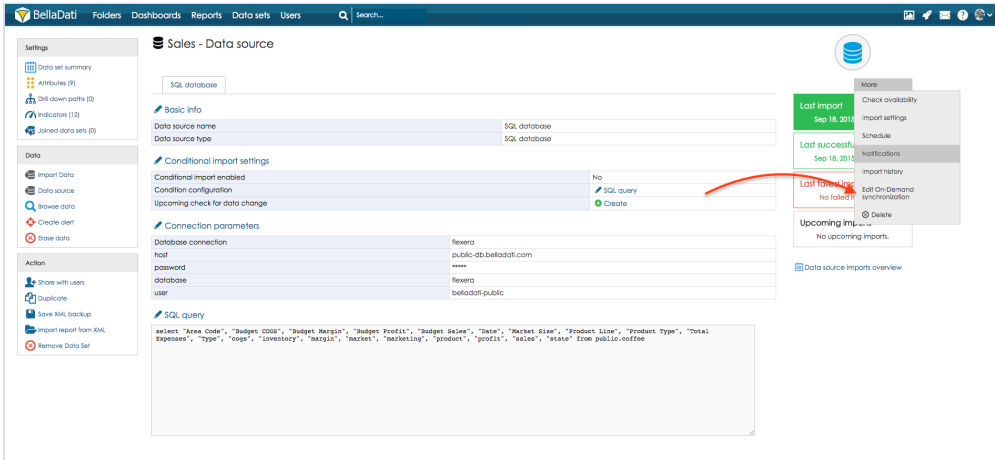 BellaDati Folders Dashboards Reports Data sets Users Search...
Settings
Data set summary
Attributes (9)
Drill down paths (0)
Indicators (12)
Joined data sets (0)
Data
Import Data
Data source
Browse data
Create alert
Erase data
Action
Share with users
Duplicate
Save XML backup
Import report from XML
Remove Data Set
Sales - Data source
SQL database
Basic info
Data source name SQL database
Data source type SQL database
Conditional import settings
Conditional import enabled No
Condition configuration SQL query
Upcoming check for data change Create
Connection parameters
Database connection flexera
host public-db.belladati.com
password *****
database flexera
user belladati-public
SQL query
select "Area Code", "Budget COGS", "Budget Margin", "Budget Profit", "Budget Sales", "Date", "Market Size", "Product Line", "Product Type", "Total
Expenses", "Type", "cogs", "inventory", "margin", "market", "marketing", "product", "profit", "sales", "state" from public.coffee
More
Check availability
Import settings
Schedule
Notifications
Import history
Edit On-Demand
synchronization
Delete
Last import
Sep 18, 2015
Last successfu
Sep 18, 2015
Last failed imp
No failed
Upcoming imports
No upcoming imports.
Data source imports overview